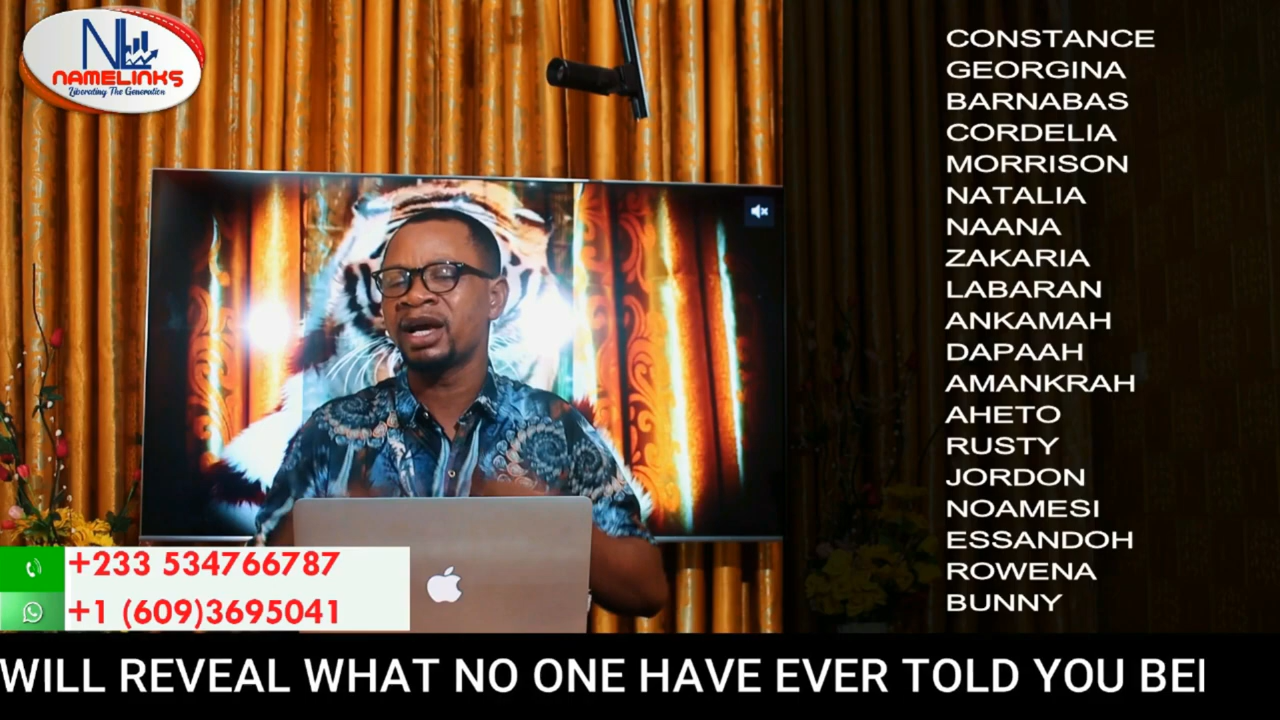 NL
NAMELINKS
Liberating The Generation
CONSTANCE
GEORGINA
BARNABAS
CORDELIA
MORRISON
NATALIA
NAANA
ZAKARIA
LABARAN
ANKAMAH
DAPAAH
AMANKRAH
AHETO
RUSTY
JORDON
NOAMESI
ESSANDOH
ROWENA
BUNNY
+233 534766787
+1 (609)3695041
WILL REVEAL WHAT NO ONE HAVE EVER TOLD YOU